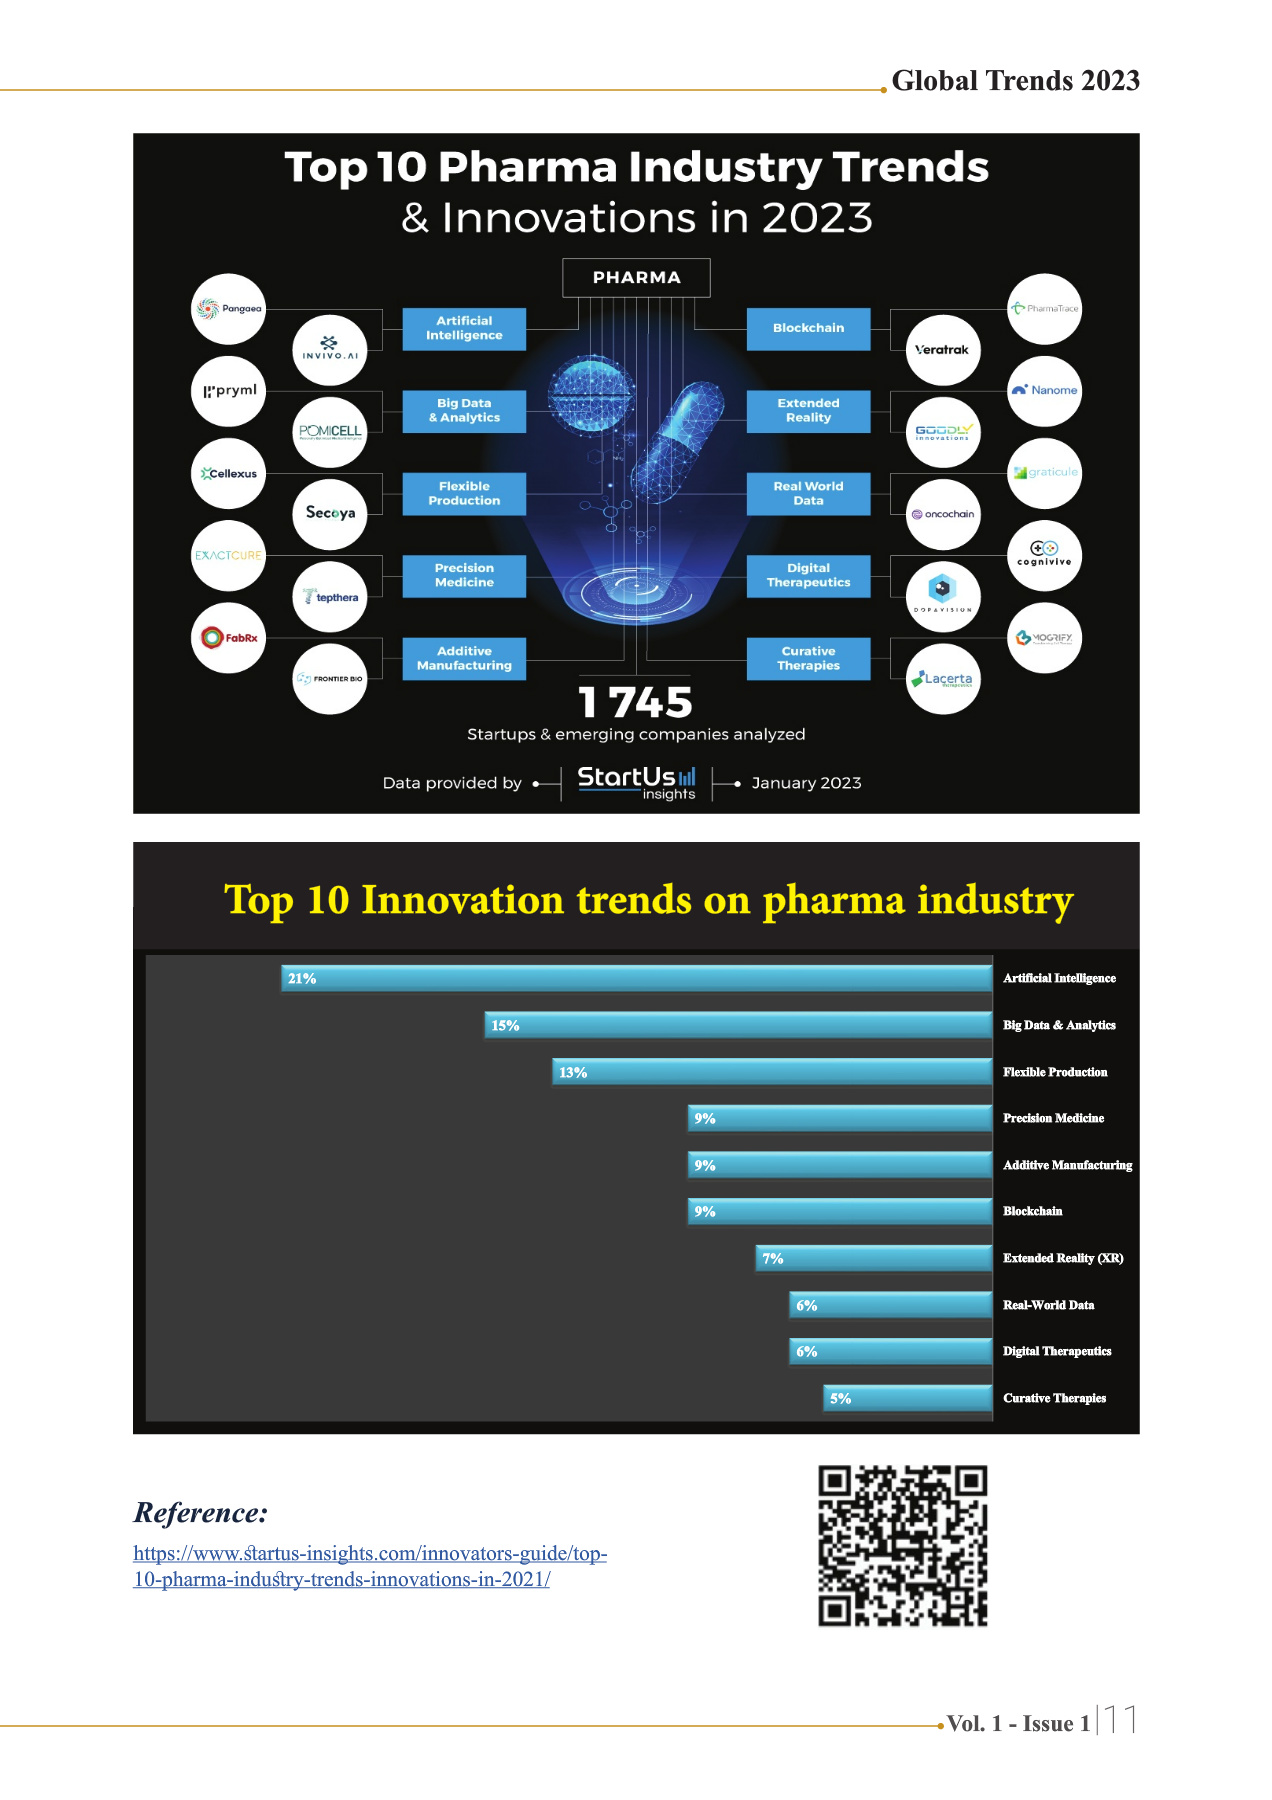 Global Trends 2023
Top 10 Pharma Industry Trends
& Innovations in 2023
PHARMA
Pangaea
INVIVO.AI
Artificial
Intelligence
pryml
POMICELL
Big Data
& Analytics
Cellexus
Secoya
Flexible
Production
EXACTCURE
tepthera
Precision
Medicine
FabRx
FRONTIER BIO
Additive
Manufacturing
Blockchain
Veratrak
PharmaTrace
Extended
Reality
GOODLY
innovations
Nanome
Real World
Data
oncochain
graticule
Digital
Therapeutics
DOPAVISION
cognivive
Curative
Therapies
Lacerta
therapeutics
MOGRIFY
1 745
Startups & emerging companies analyzed
Data provided by
StartUs
insights
January 2023
Top 10 Innovation trends on pharma industry
21% Artificial Intelligence
15% Big Data & Analytics
13% Flexible Production
9% Precision Medicine
9% Additive Manufacturing
9% Blockchain
7% Extended Reality (XR)
6% Real-World Data
6% Digital Therapeutics
5% Curative Therapies
Reference:
https://www.startus-insights.com/innovators-guide/top-
10-pharma-industry-trends-innovations-in-2021/
Vol. 1 - Issue 1|11